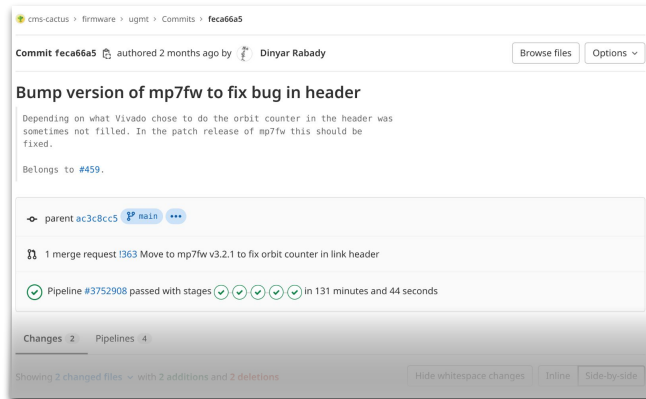 cms-cactus > firmware > ugmt > Commits > feca66a5
Commit feca66a5 authored 2 months ago by Dinyar Rabady Browse files Options
Bump version of mp7fw to fix bug in header
Depending on what Vivado chose to do the orbit counter in the header was
sometimes not filled. In the patch release of mp7fw this should be
fixed.
Belongs to #459.
parent ac3c8cc5 main •••
1 merge request !363 Move to mp7fw v3.2.1 to fix orbit counter in link header
Pipeline #3752908 passed with stages in 131 minutes and 44 seconds
Changes 2 Pipelines 4
Showing 2 changed files with 2 additions and 2 deletions Hide whitespace changes Inline Side-by-side